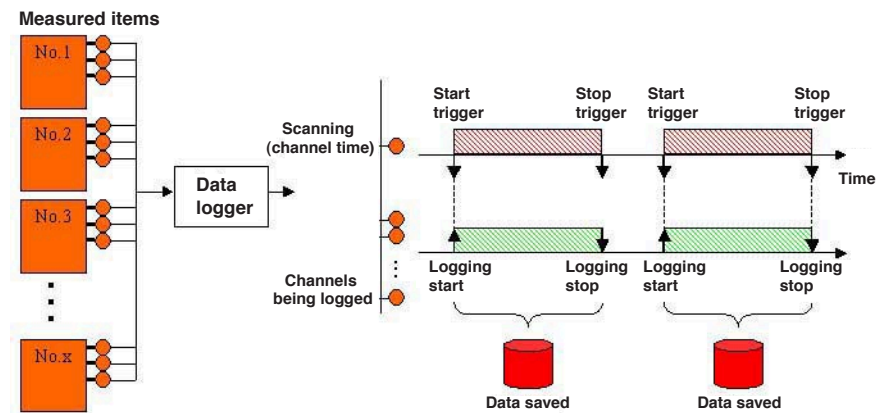 Measured items
No.1
No.2
No.3
No.x
Data
logger
Scanning
(channel time)
Channels
being logged
Start
trigger
Stop
trigger
Start
trigger
Stop
trigger
Time
Logging
start
Logging
stop
Logging
start
Logging
stop
Data saved
Data saved